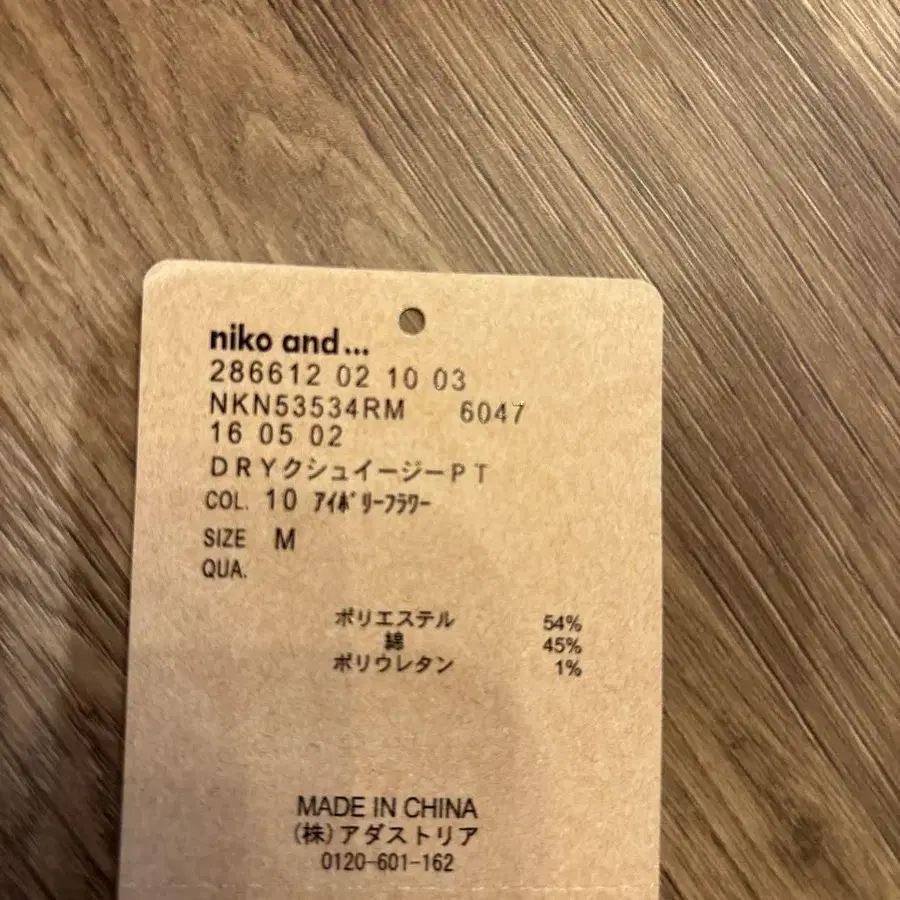 niko and...
286612 02 10 03
NKN53534RM 6047
16 05 02
DRYクシュイージーPT
COL. 10 ｱｲﾎﾞﾘｰﾌﾗﾜｰ
SIZE M
QUA.
ポリエステル 54%
綿 45%
ポリウレタン 1%
MADE IN CHINA
(株)アダストリア
0120-601-162